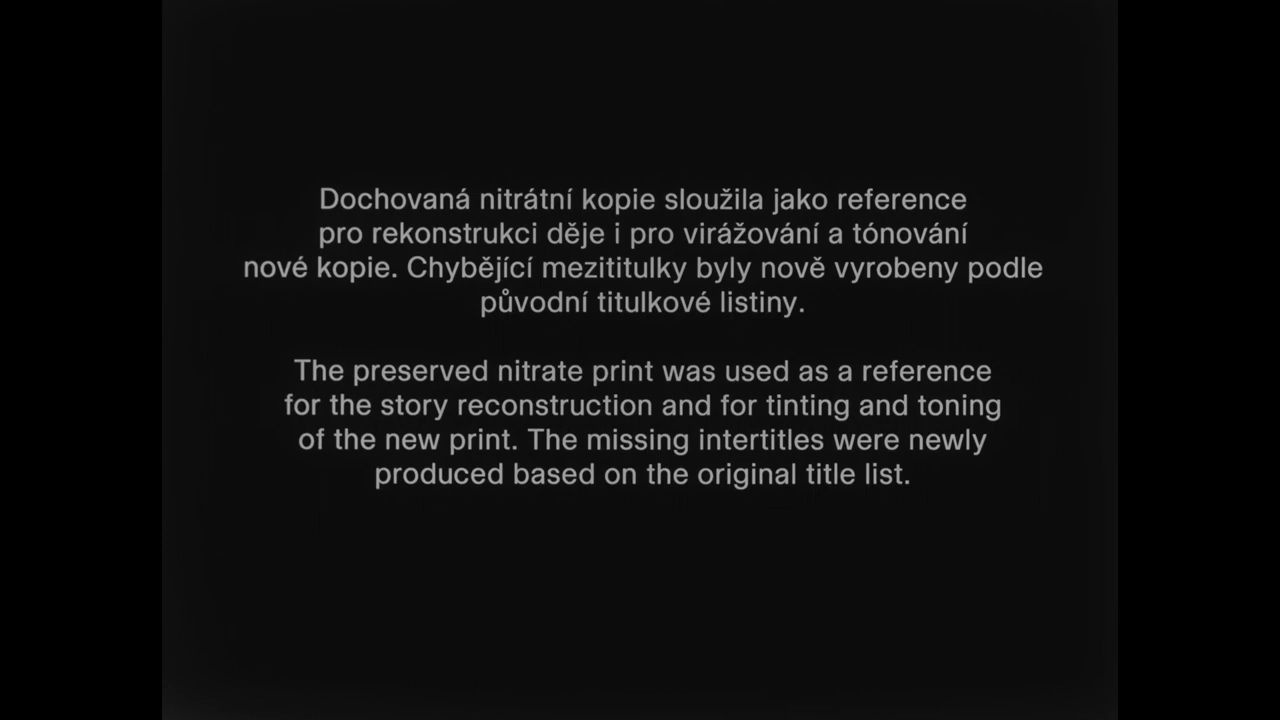 Dochovaná nitrátní kopie sloužila jako reference
pro rekonstrukci děje i pro virážování a tónování
nové kopie. Chybějící mezititulky byly nově vyrobeny podle
původní titulkové listiny.
The preserved nitrate print was used as a reference
for the story reconstruction and for tinting and toning
of the new print. The missing intertitles were newly
produced based on the original title list.